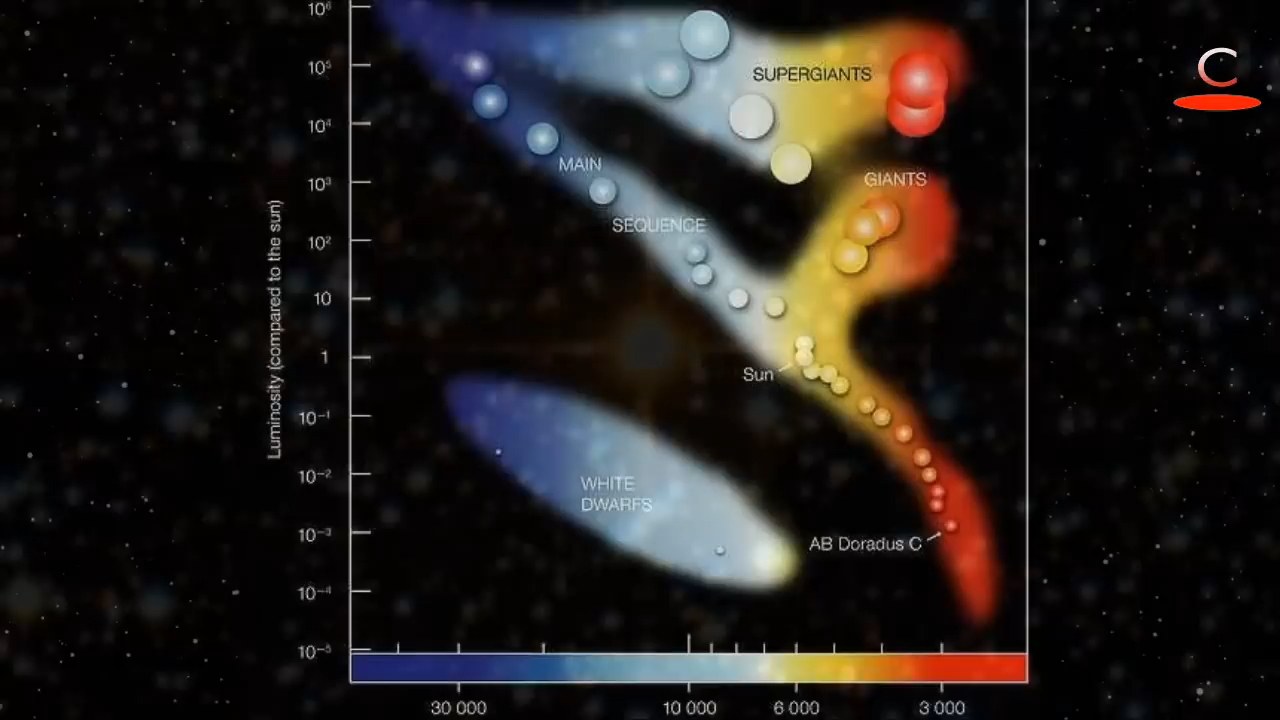 10⁶
10⁵
10⁴
10³
10²
10
1
10⁻¹
10⁻²
10⁻³
10⁻⁴
10⁻⁵
Luminosity (compared to the sun)
SUPERGIANTS
MAIN
SEQUENCE
GIANTS
Sun
WHITE
DWARFS
AB Doradus C
30 000
10 000
6 000
3 000
C